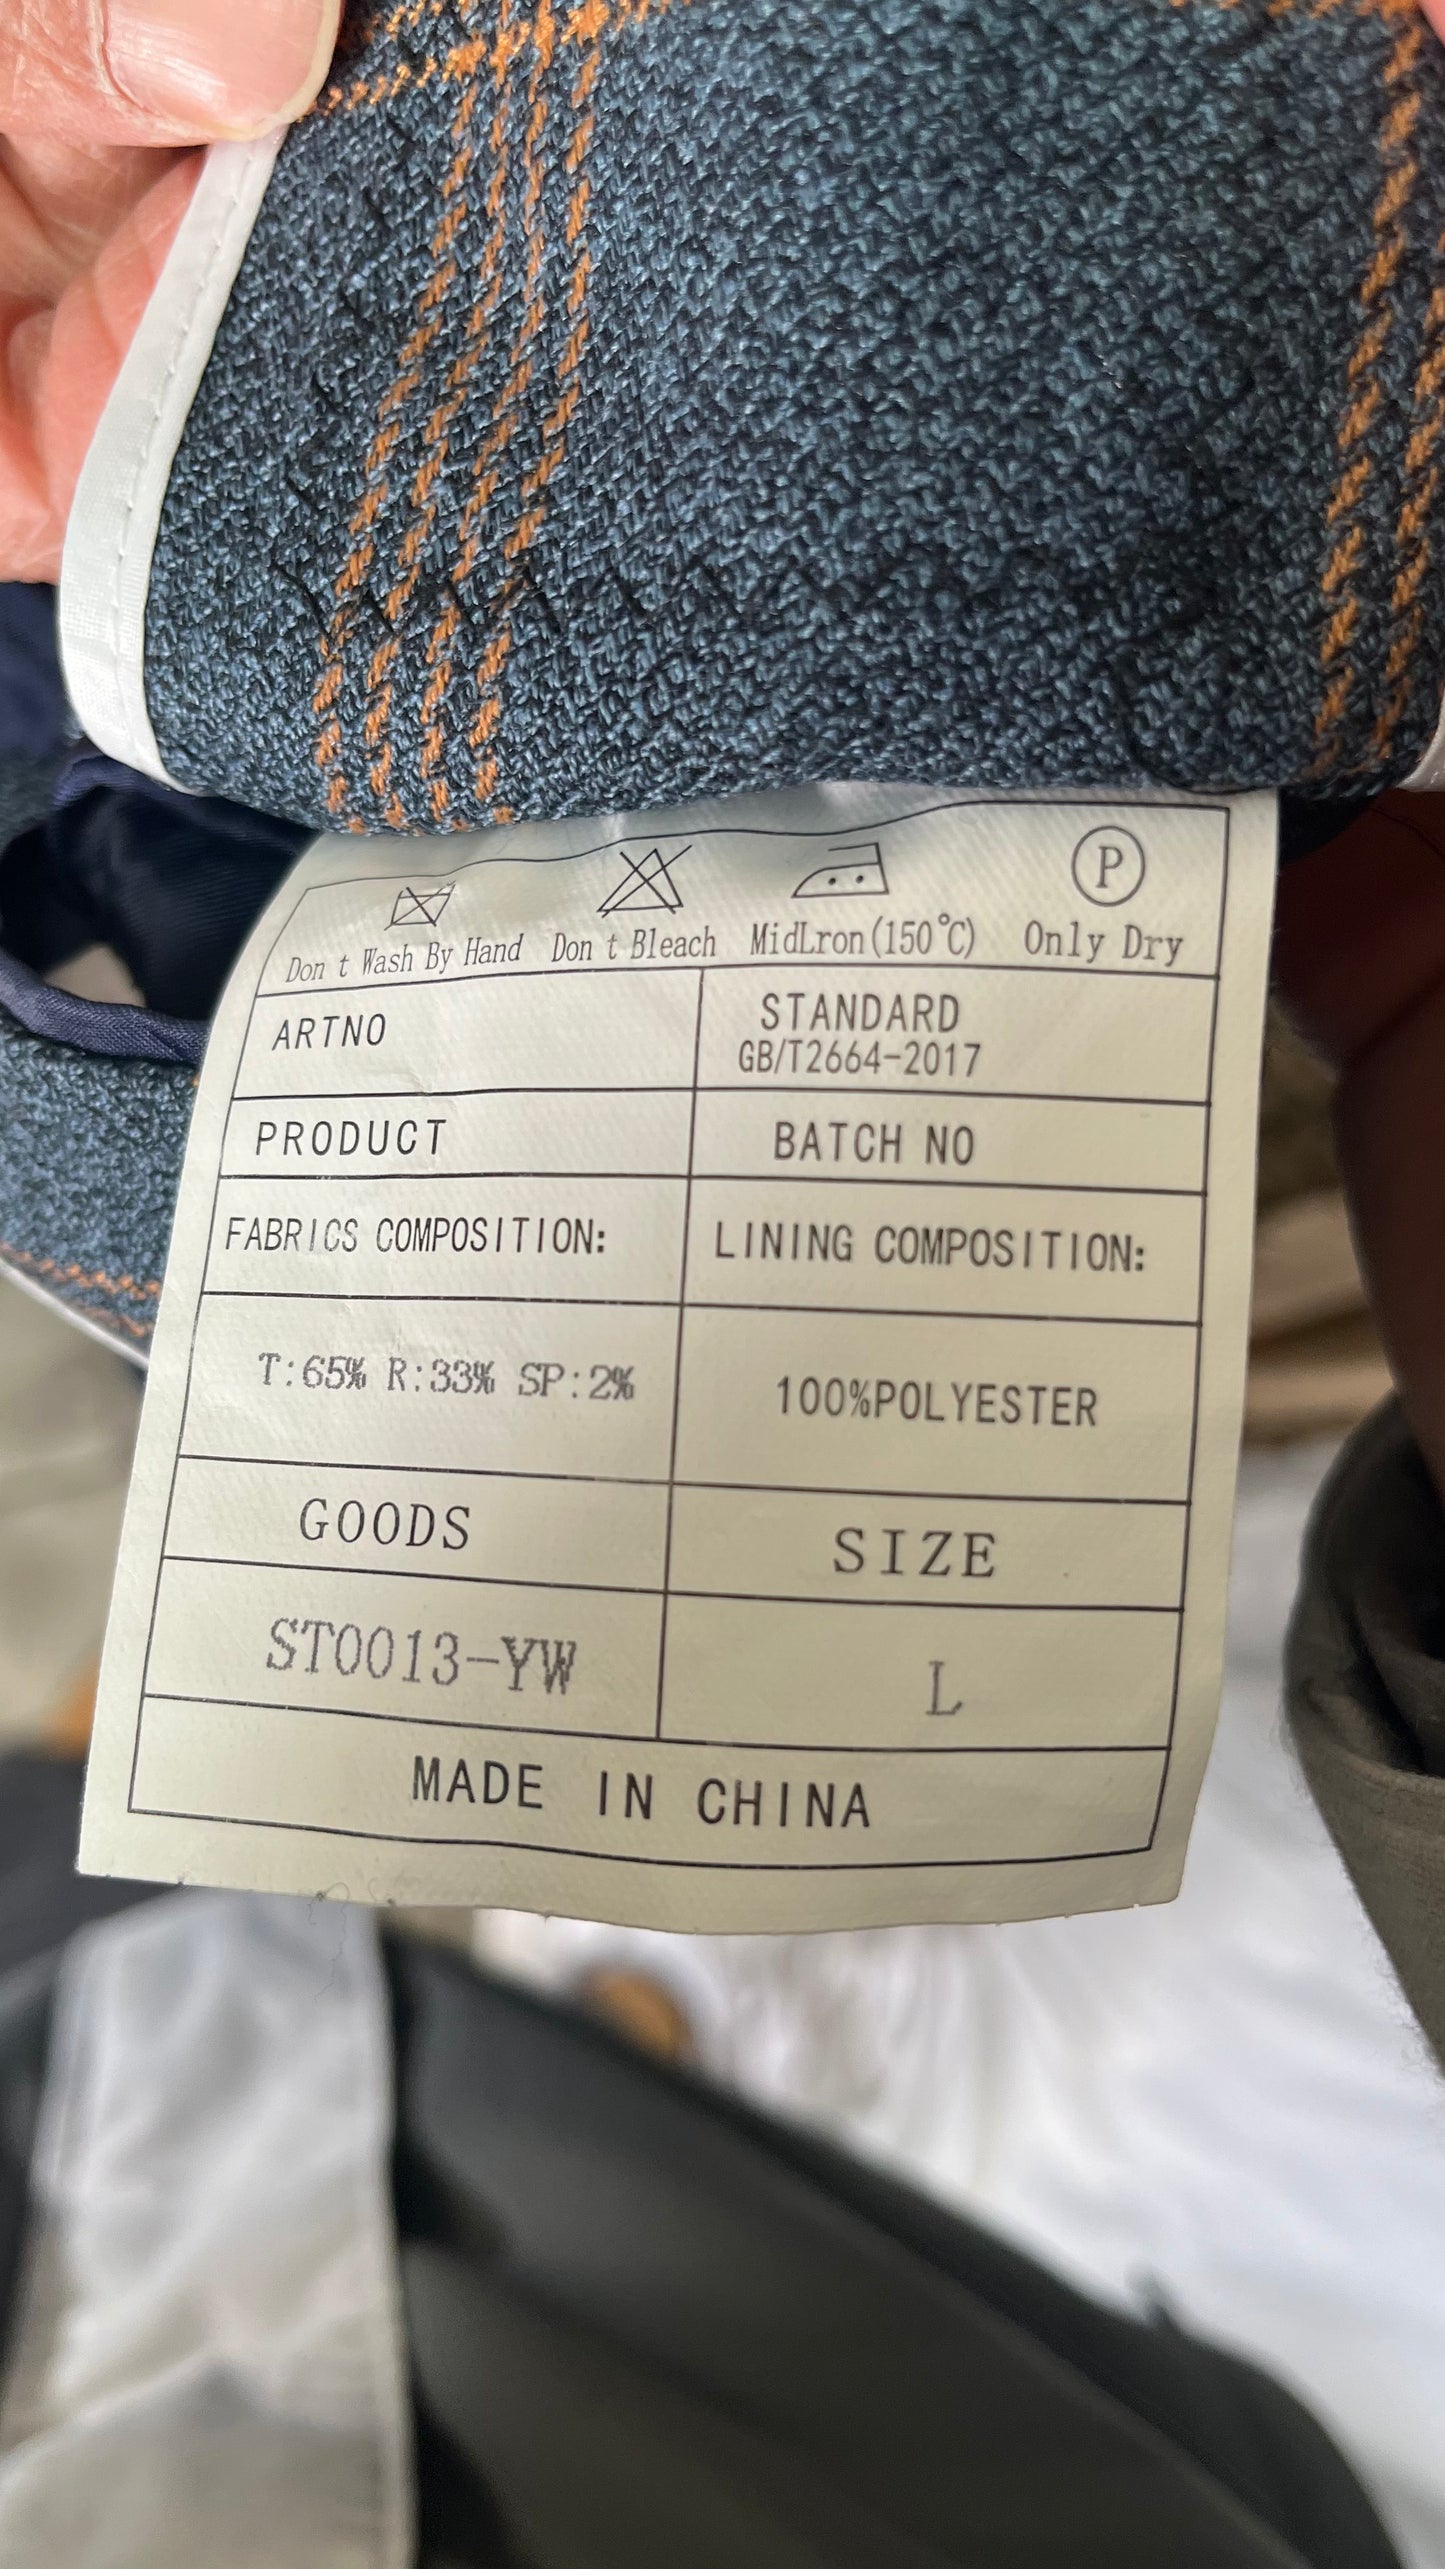 P
Don t Wash By Hand Don t Bleach MidLron(150℃) Only Dry
ARTNO
STANDARD
GB/T2664-2017
PRODUCT
BATCH NO
FABRICS COMPOSITION:
LINING COMPOSITION:
T:65% R:33% SP:2%
100%POLYESTER
GOODS
SIZE
ST0013-YW
L
MADE IN CHINA